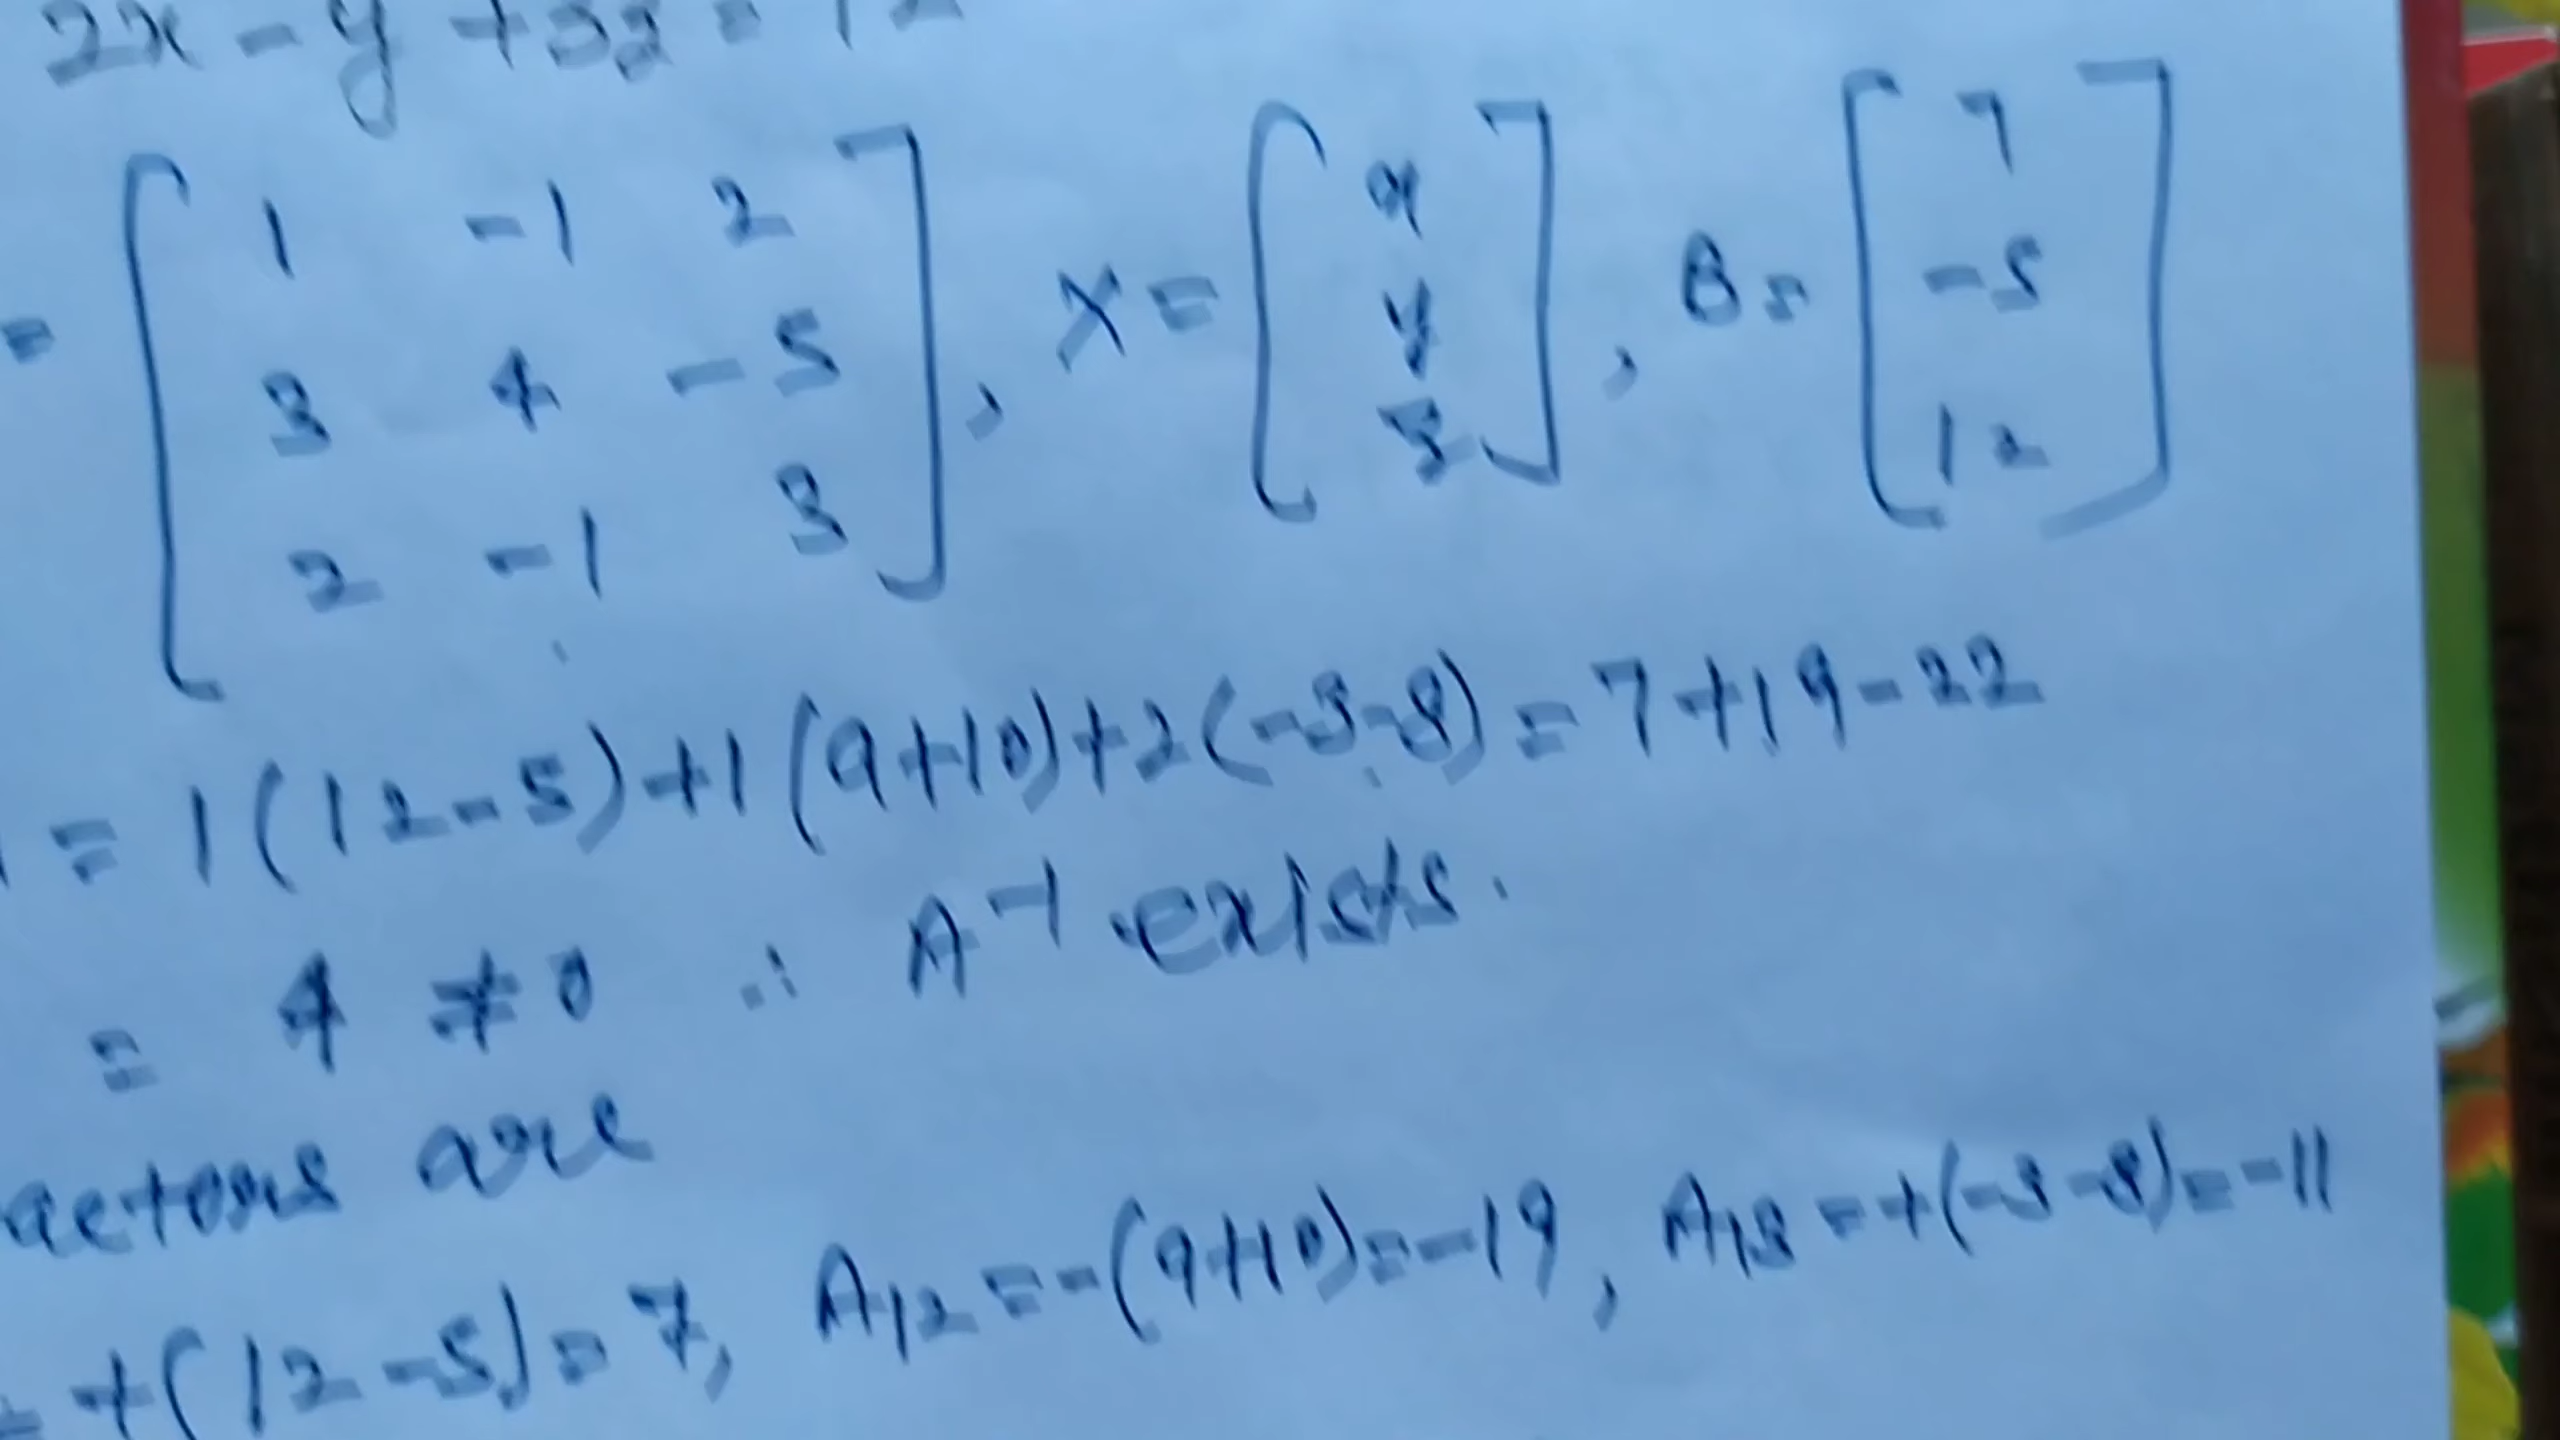 2x - y + 3z = 12
= [ 1 -1 2 ; 3 4 -5 ; 2 -1 3 ], X = [ x ; y ; z ], B = [ 7 ; -5 ; 12 ]
= 1(12-5)+1(9+10)+2(-3-8) = 7+19-22
= 4 ≠ 0 ∴ A⁻¹ exists.
actors are
= +(12-5) = 7, A₁₂ = -(9+10) = -19, A₁₃ = +(-3-8) = -11